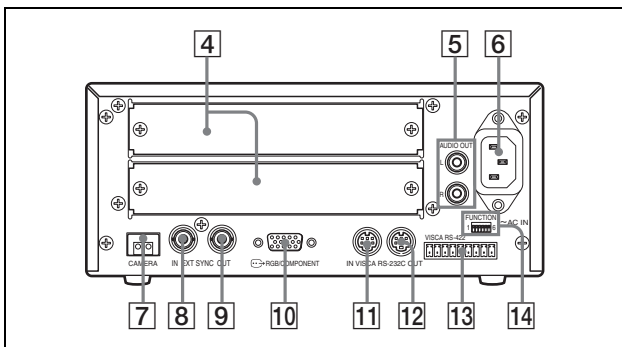 4
5
6
AUDIO OUT
L
R
FUNCTION
1
6
~AC IN
VISCA RS-422
CAMERA
IN EXT SYNC OUT
RGB/COMPONENT
IN VISCA RS-232C OUT
7
8
9
10
11
12
13
14